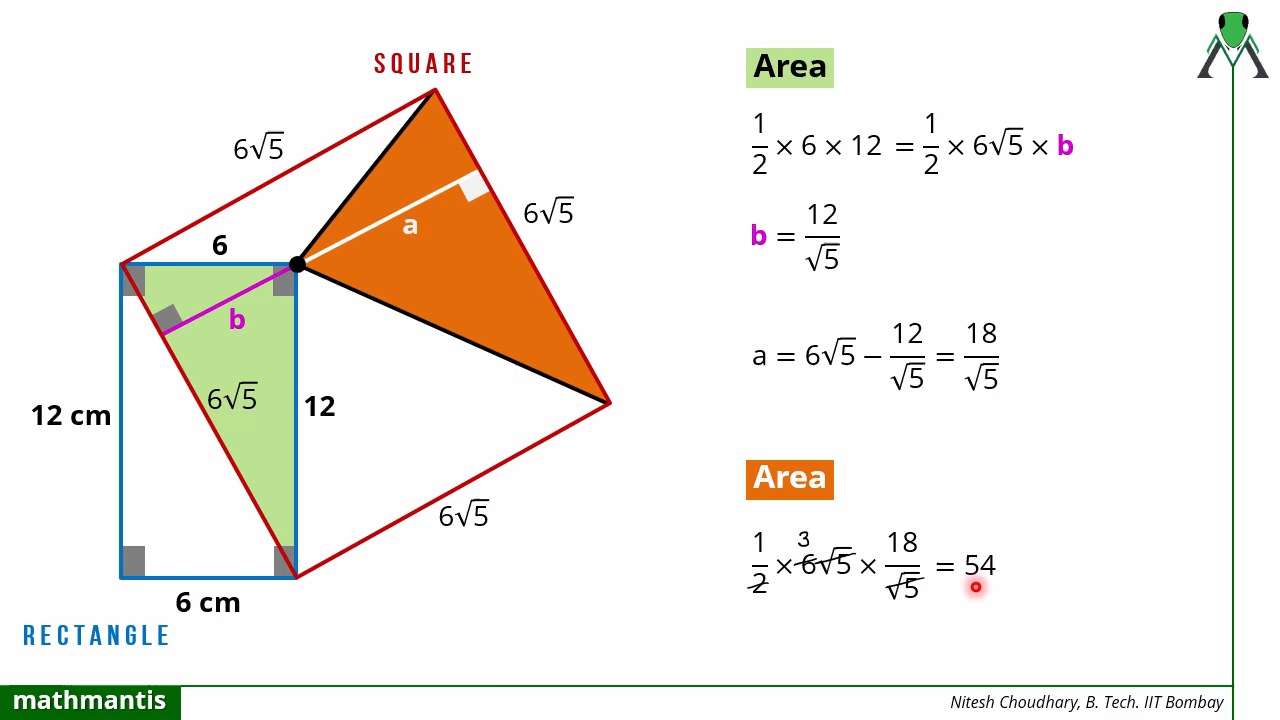 SQUARE
6√5
6
6√5
a
b
6√5
12 cm
12
6√5
6 cm
RECTANGLE
Area
1/2 × 6 × 12 = 1/2 × 6√5 × b
b = 12/√5
a = 6√5 − 12/√5 = 18/√5
Area
3
1/2 × 6√5 × 18/√5 = 54
mathmantis
Nitesh Choudhary, B. Tech. IIT Bombay